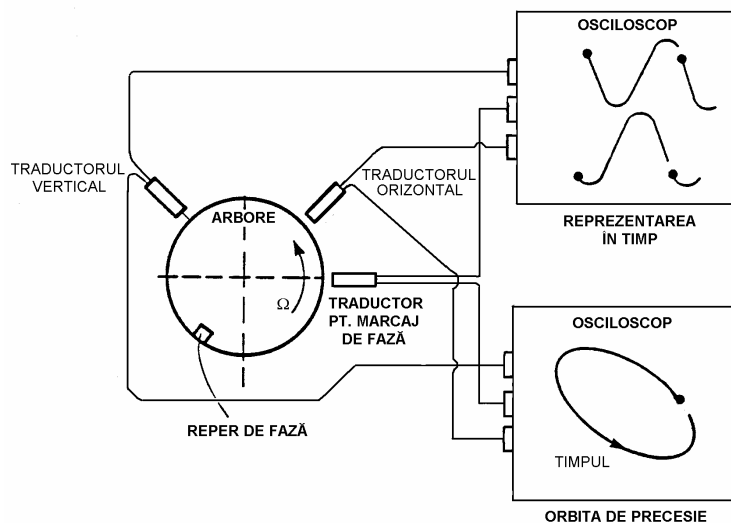 OSCILOSCOP
TRADUCTORUL
VERTICAL
TRADUCTORUL
ORIZONTAL
ARBORE
REPREZENTAREA
ÎN TIMP
Ω
TRADUCTOR
PT. MARCAJ
DE FAZĂ
OSCILOSCOP
REPER DE FAZĂ
TIMPUL
ORBITA DE PRECESIE